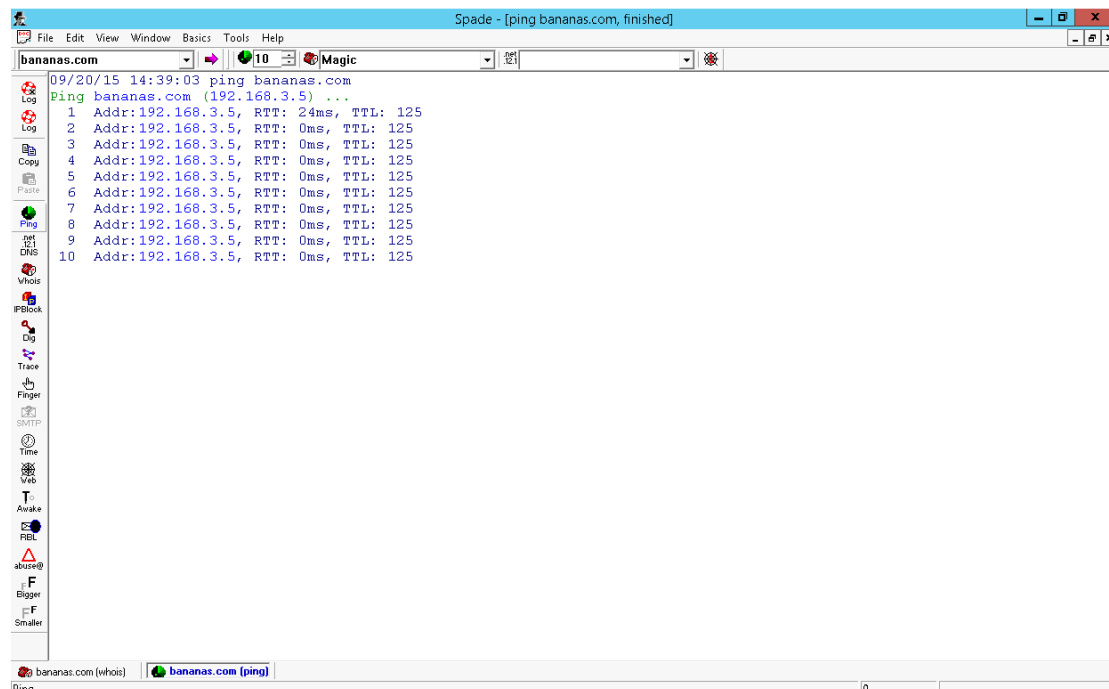 Spade - [ping bananas.com, finished]
File Edit View Window Basics Tools Help
bananas.com 10 Magic .net .12.1
09/20/15 14:39:03 ping bananas.com
Ping bananas.com (192.168.3.5) ...
1 Addr:192.168.3.5, RTT: 24ms, TTL: 125
2 Addr:192.168.3.5, RTT: 0ms, TTL: 125
3 Addr:192.168.3.5, RTT: 0ms, TTL: 125
4 Addr:192.168.3.5, RTT: 0ms, TTL: 125
5 Addr:192.168.3.5, RTT: 0ms, TTL: 125
6 Addr:192.168.3.5, RTT: 0ms, TTL: 125
7 Addr:192.168.3.5, RTT: 0ms, TTL: 125
8 Addr:192.168.3.5, RTT: 0ms, TTL: 125
9 Addr:192.168.3.5, RTT: 0ms, TTL: 125
10 Addr:192.168.3.5, RTT: 0ms, TTL: 125
Log
Log
Copy
Paste
Ping
.net
.12.1
DNS
Whois
IPBlock
Dig
Trace
Finger
SMTP
Time
Web
Awake
RBL
abuse@
Bigger
Smaller
bananas.com (whois) bananas.com (ping)
Ping 0